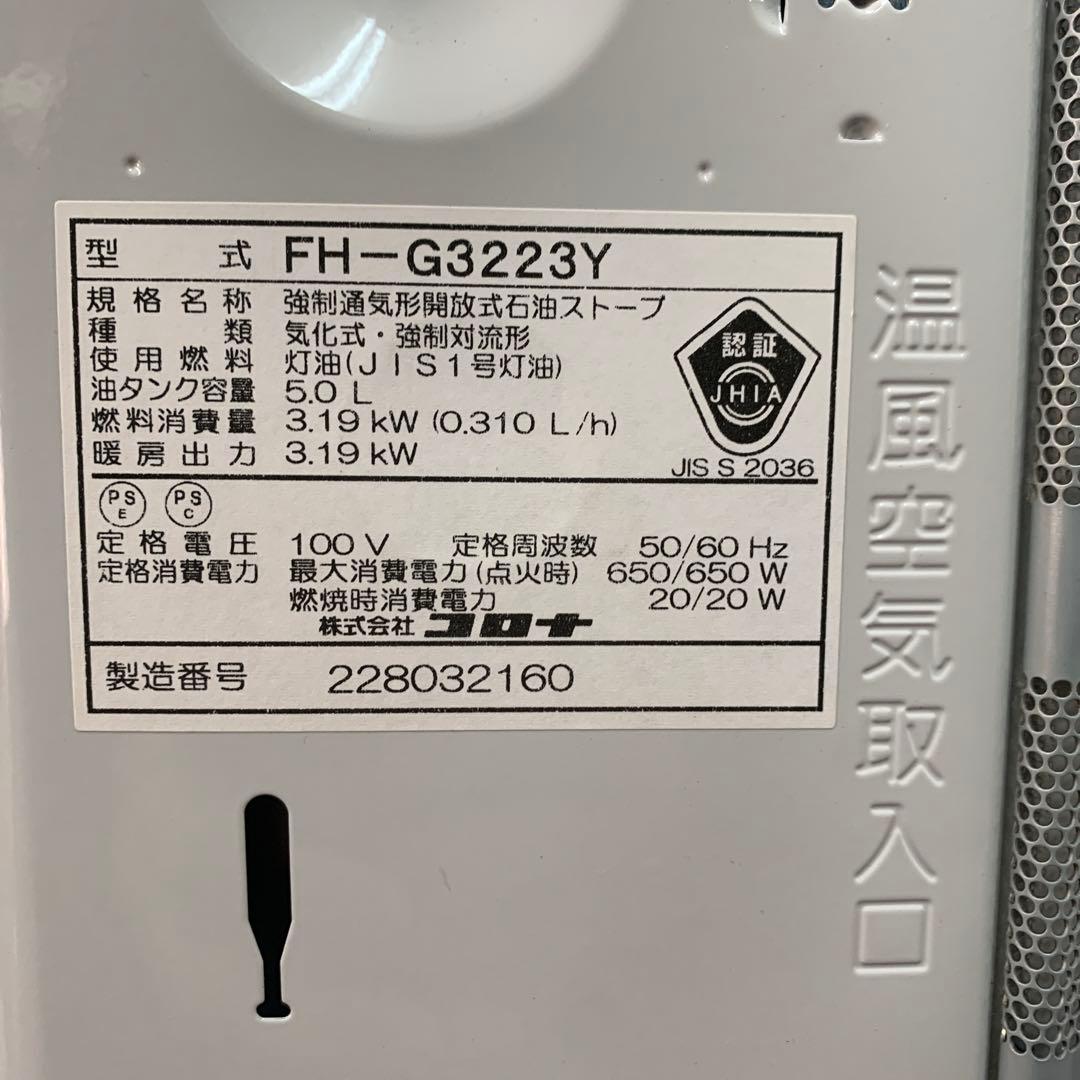 型式 FH-G3223Y
規格名称 強制通気形開放式石油ストーブ
種類 気化式・強制対流形
使用燃料 灯油(JIS1号灯油)
油タンク容量 5.0 L
燃料消費量 3.19 kW (0.310 L/h)
暖房出力 3.19 kW
認証
JHIA
JIS S 2036
PS E PS C
定格電圧 100 V 定格周波数 50/60 Hz
定格消費電力 最大消費電力(点火時) 650/650 W
燃焼時消費電力 20/20 W
株式会社 コロナ
製造番号 228032160
温風空気取入口